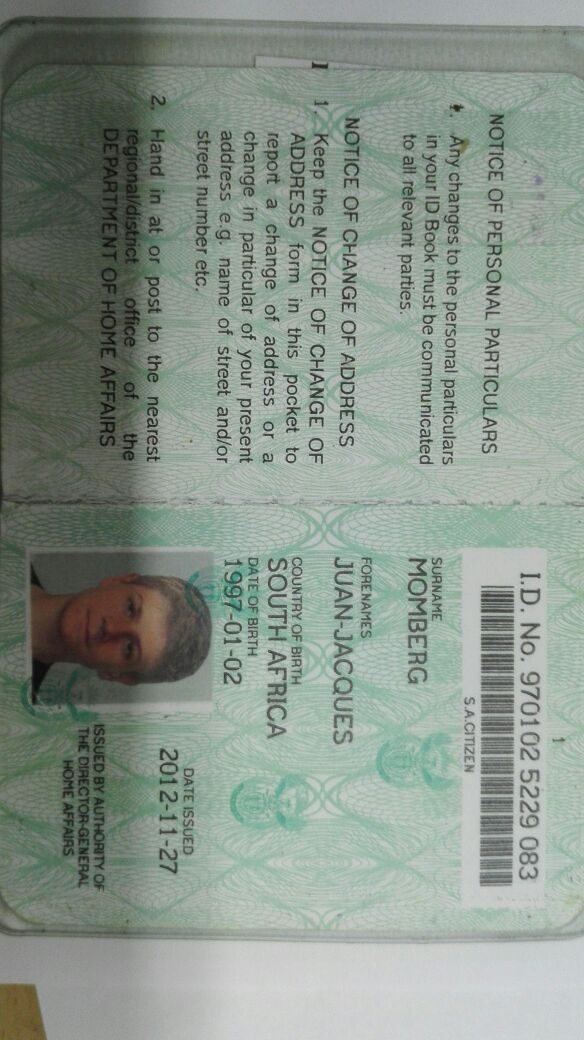 NOTICE OF PERSONAL PARTICULARS
1. Any changes to the personal particulars
in your ID Book must be communicated
to all relevant parties.
NOTICE OF CHANGE OF ADDRESS
1. Keep the NOTICE OF CHANGE OF
ADDRESS form in this pocket to
report a change of address or a
change in particular of your present
address e.g. name of street and/or
street number etc.
2. Hand in at or post to the nearest
regional/district office of the
DEPARTMENT OF HOME AFFAIRS
1
I.D. No. 970102 5229 083
S.A.CITIZEN
SURNAME
MOMBERG
FORENAMES
JUAN-JACQUES
COUNTRY OF BIRTH
SOUTH AFRICA
DATE OF BIRTH
1997-01-02
DATE ISSUED
2012-11-27
ISSUED BY AUTHORITY OF
THE DIRECTOR-GENERAL
HOME AFFAIRS